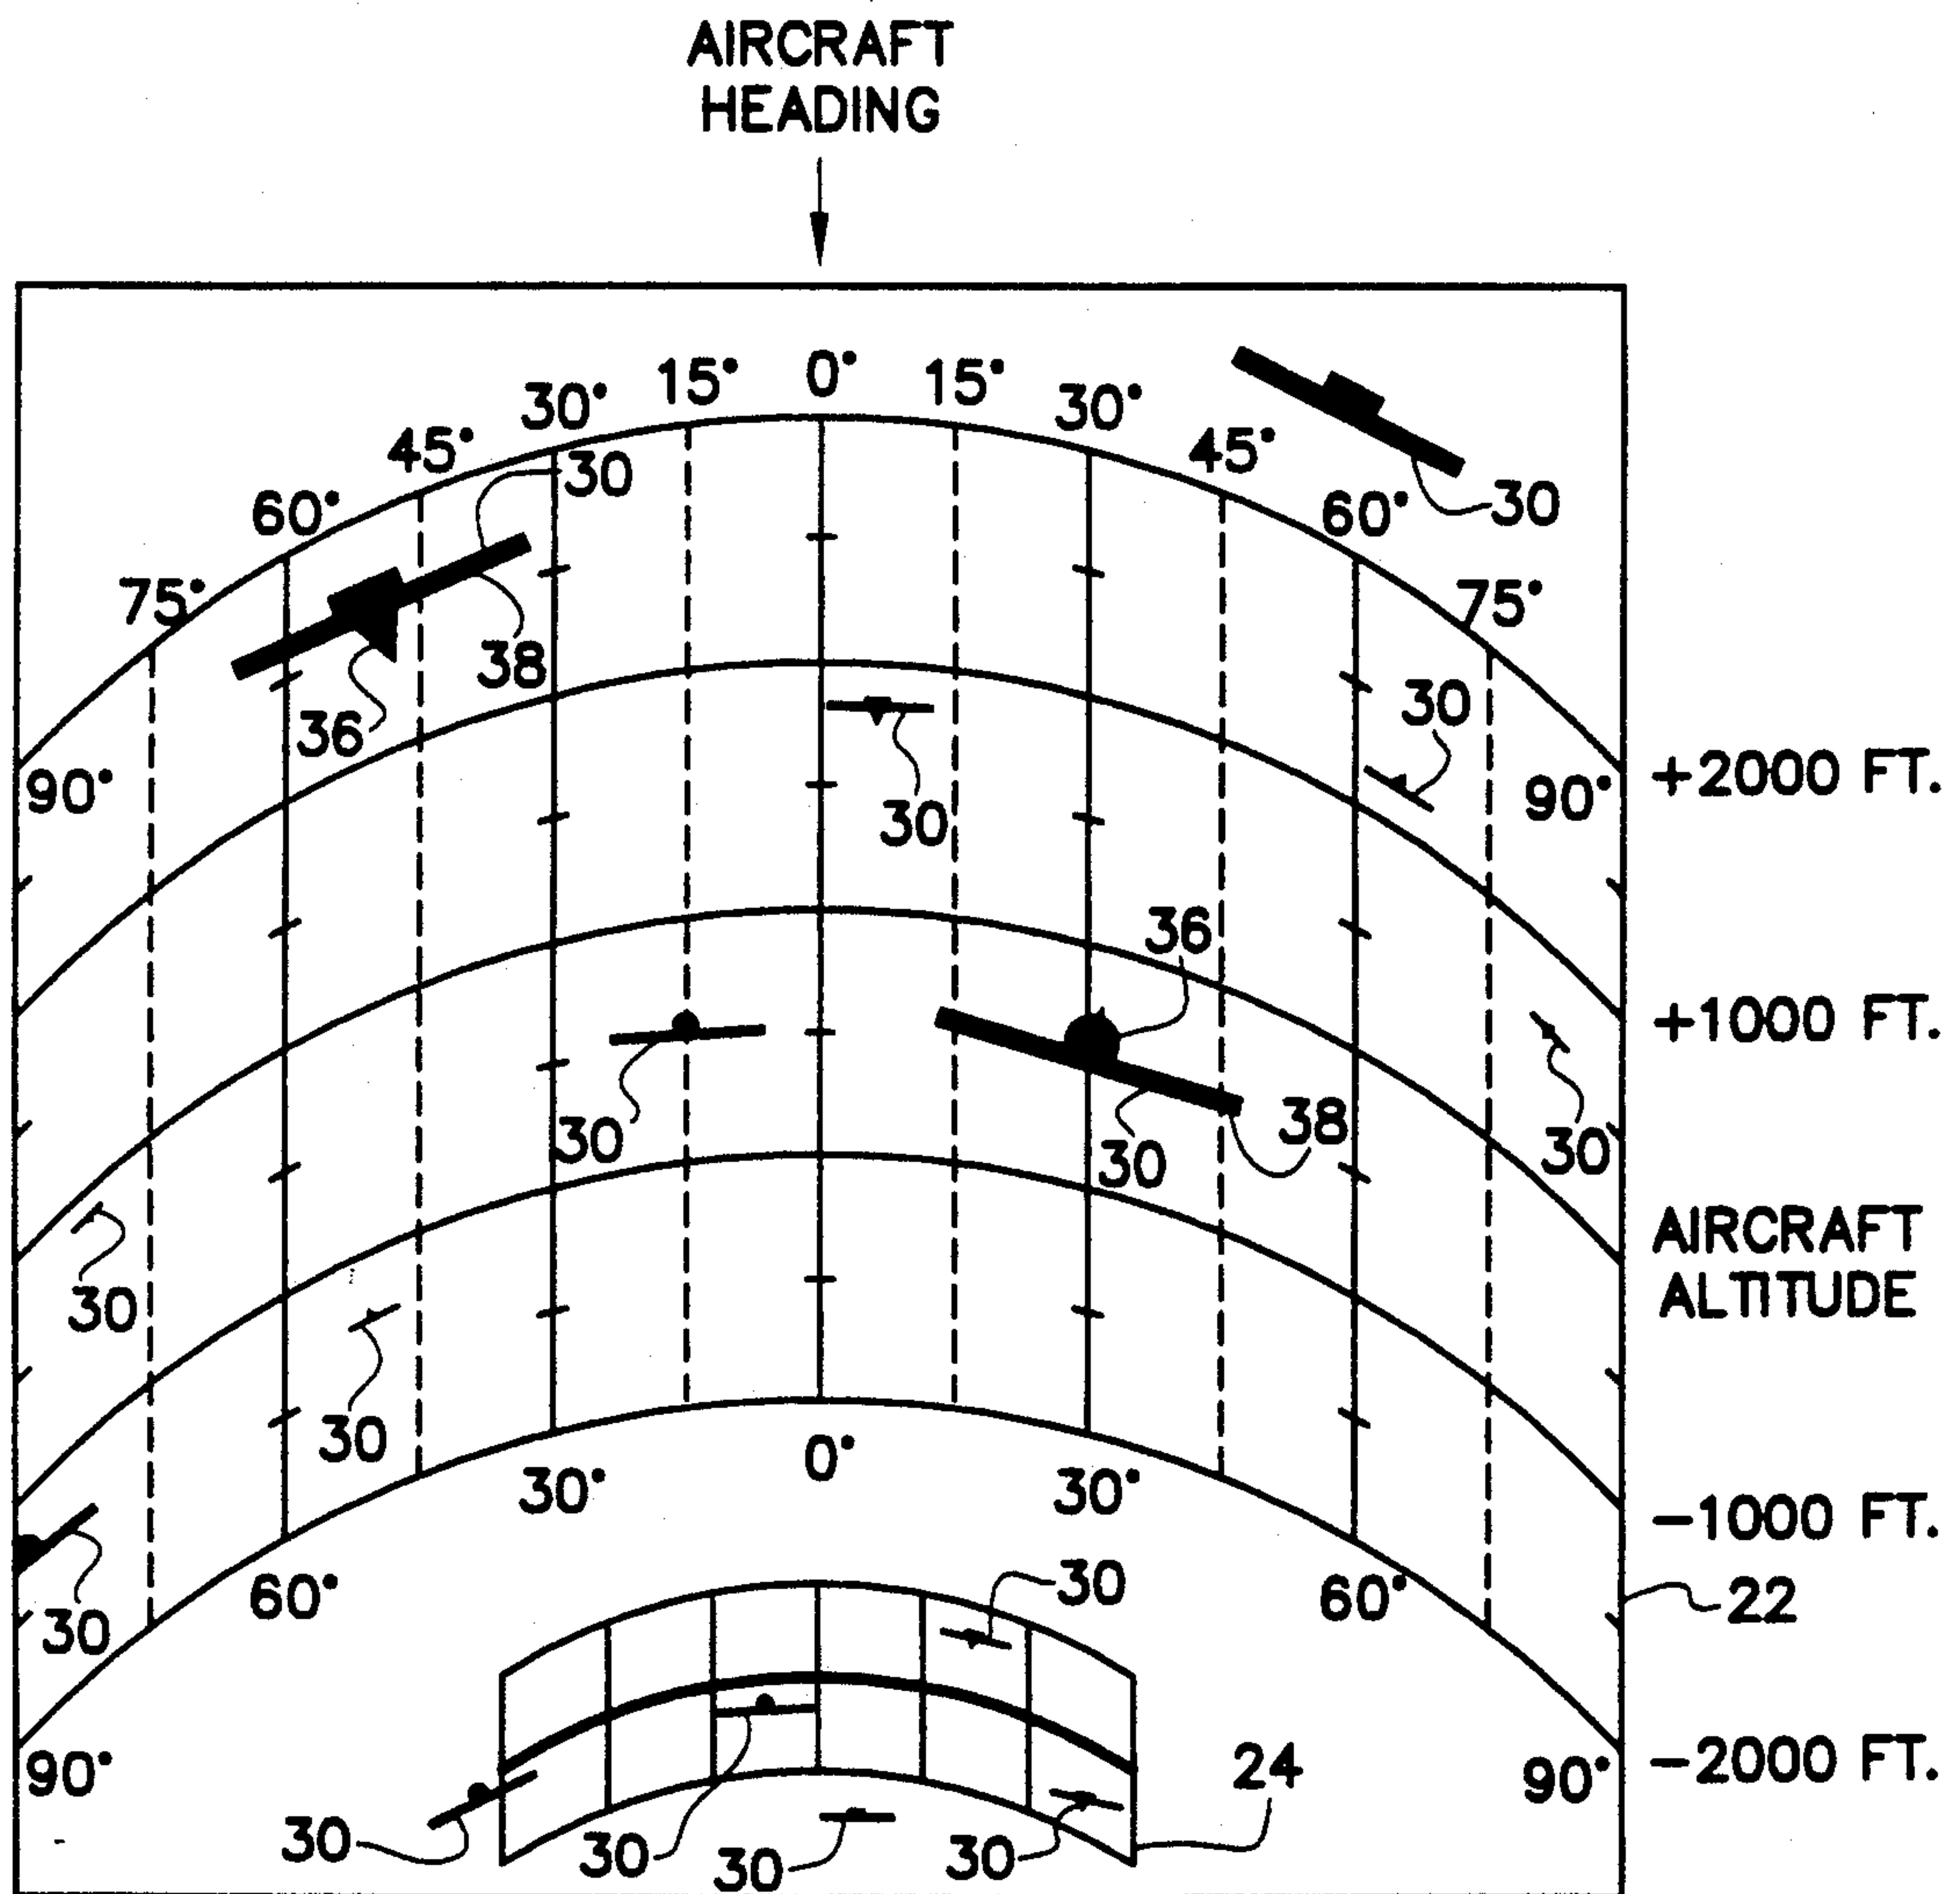 AIRCRAFT
HEADING
0°
15° 15°
30° 30°
45° 45°
30
60° 60° 30
75° 75°
38
36 30
90° 90° +2000 FT.
30
36
+1000 FT.
30 30 38 30
AIRCRAFT
ALTITUDE
30
30
0°
30° 30°
-1000 FT.
60° 30 60° 22
30
90° 24 90° -2000 FT.
30 30 30 30